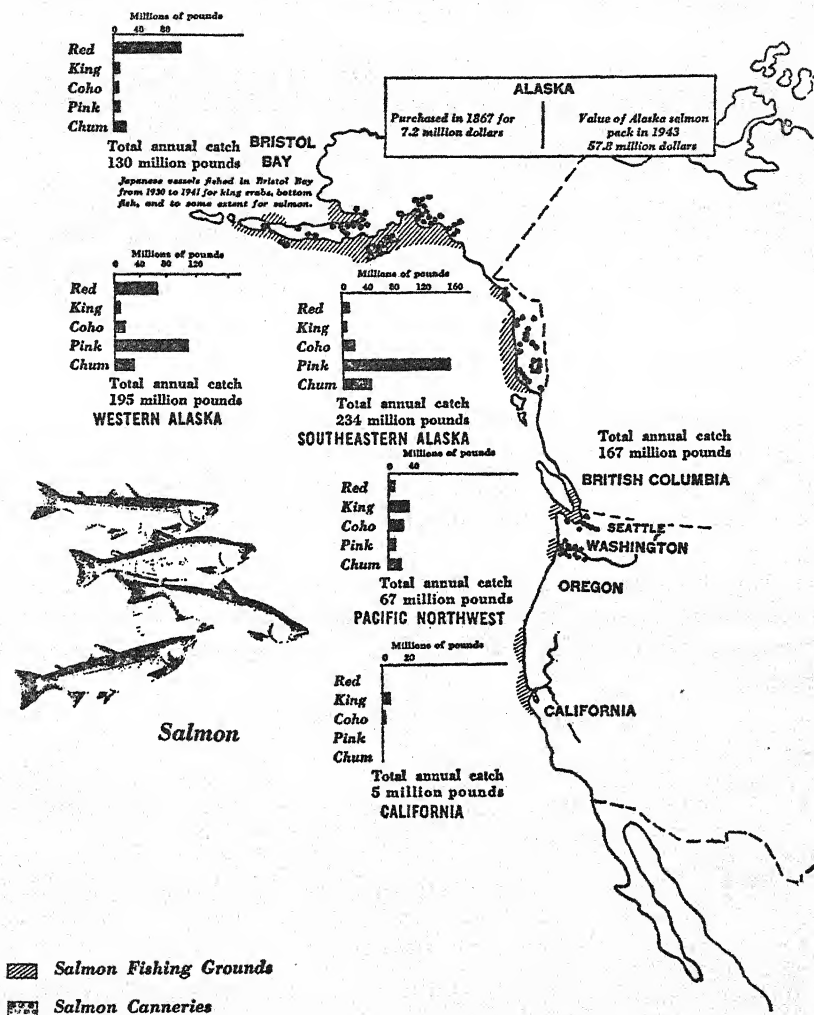 Millions of pounds
0 40 80
Red
King
Coho
Pink
Chum
Total annual catch
130 million pounds
BRISTOL
BAY
Japanese vessels fished in Bristol Bay
from 1930 to 1941 for king crabs, bottom
fish, and to some extent for salmon.
ALASKA
Purchased in 1867 for
7.2 million dollars
Value of Alaska salmon
pack in 1943
57.8 million dollars
Millions of pounds
0 40 80 120
Red
King
Coho
Pink
Chum
Total annual catch
195 million pounds
WESTERN ALASKA
Millions of pounds
0 40 80 160
Red
King
Coho
Pink
Chum
Total annual catch
234 million pounds
SOUTHEASTERN ALASKA
Total annual catch
167 million pounds
BRITISH COLUMBIA
SEATTLE
WASHINGTON
OREGON
Millions of pounds
0 40
Red
King
Coho
Pink
Chum
Total annual catch
67 million pounds
PACIFIC NORTHWEST
Millions of pounds
0 20
Red
King
Coho
Pink
Chum
Total annual catch
5 million pounds
CALIFORNIA
CALIFORNIA
Salmon
Salmon Fishing Grounds
Salmon Canneries